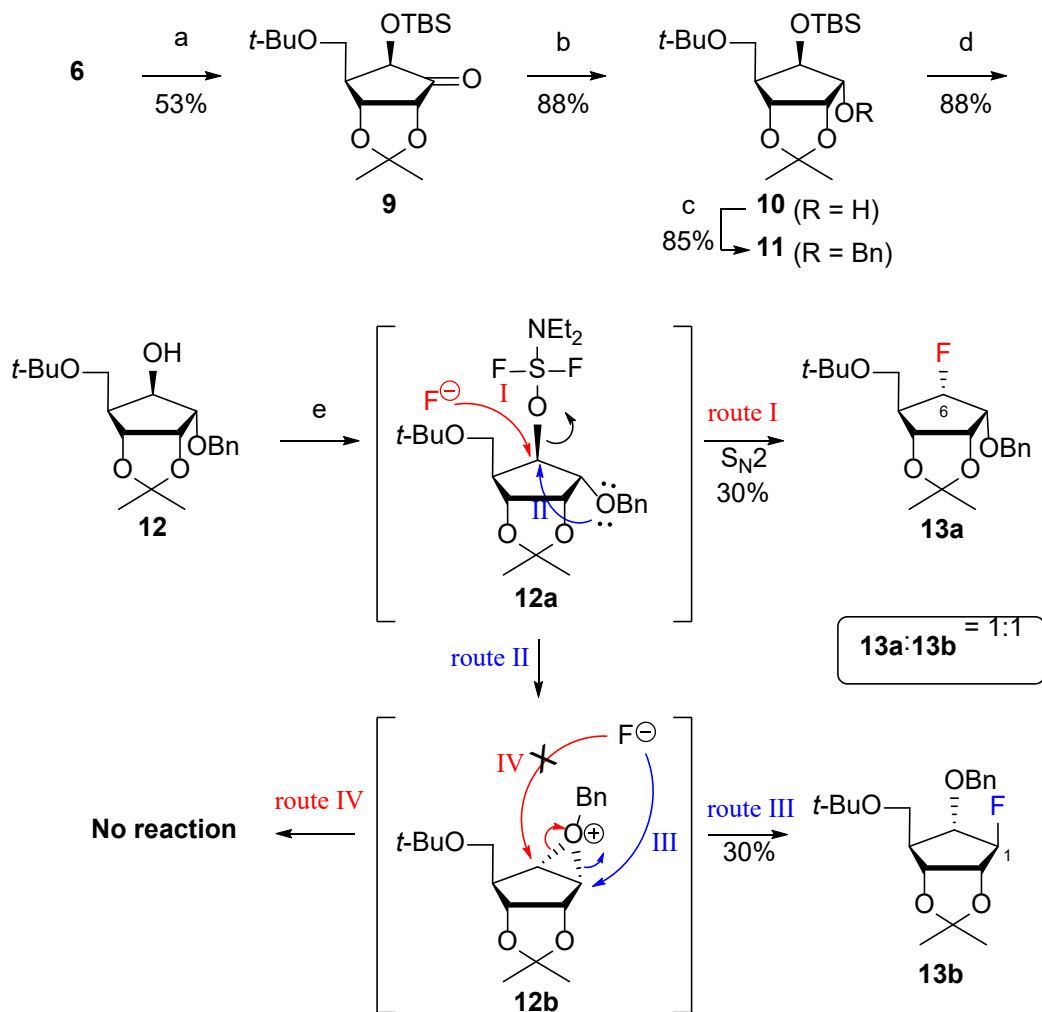 6
a
53%
t-BuO
OTBS
O
O
O
9
b
88%
t-BuO
OTBS
O
O
OR
10 (R = H)
c
85%
11 (R = Bn)
d
88%
t-BuO
OH
O
O
OBn
12
e
NEt2
F S F
O
F⊖
I
t-BuO
II
O
O
OBn
12a
route I
SN2
30%
t-BuO
F
6
O
O
OBn
13a
13a:13b = 1:1
route II
No reaction
route IV
IV
F⊖
Bn
O⊕
III
t-BuO
O
O
12b
route III
30%
t-BuO
OBn
F
1
O
O
13b